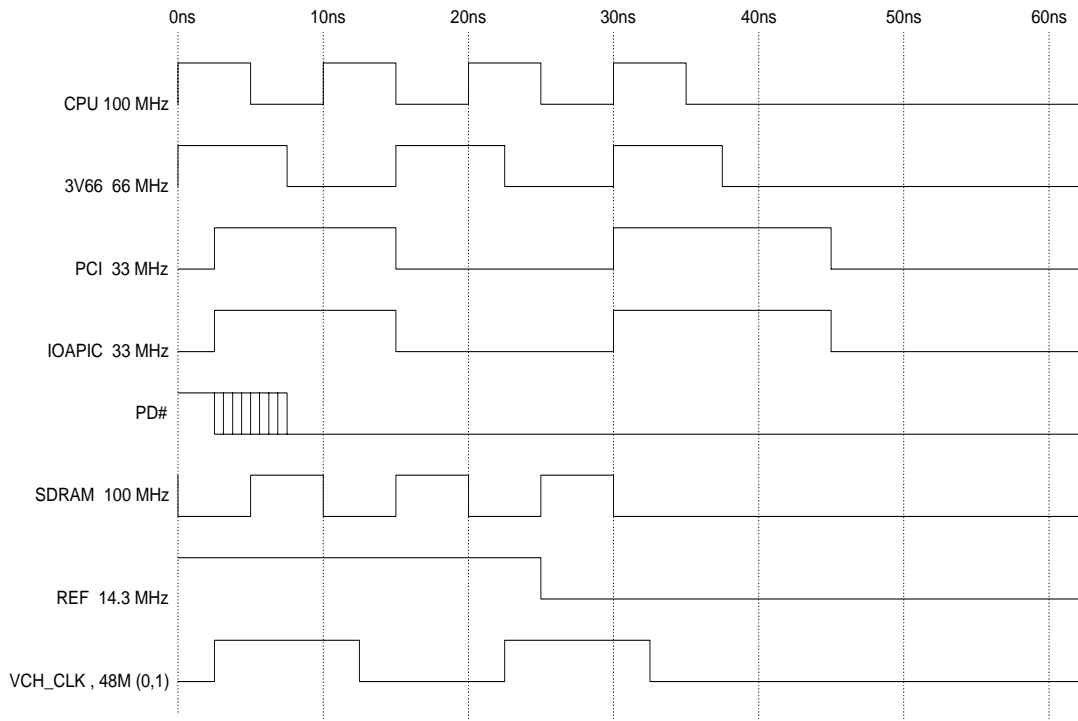 0ns 10ns 20ns 30ns 40ns 50ns 60ns
CPU 100 MHz
3V66 66 MHz
PCI 33 MHz
IOAPIC 33 MHz
PD#
SDRAM 100 MHz
REF 14.3 MHz
VCH_CLK , 48M (0,1)